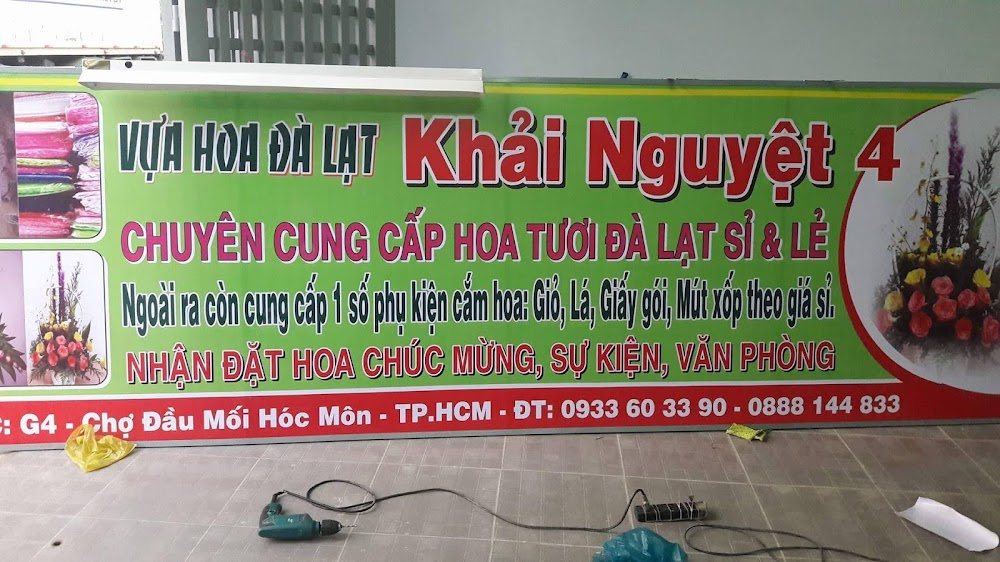 VỰA HOA ĐÀ LẠT Khải Nguyệt 4
CHUYÊN CUNG CẤP HOA TƯƠI ĐÀ LẠT SỈ & LẺ
Ngoài ra còn cung cấp 1 số phụ kiện cắm hoa: Giỏ, Lá, Giấy gói, Mút xốp theo giá sỉ.
NHẬN ĐẶT HOA CHÚC MỪNG, SỰ KIỆN, VĂN PHÒNG
C: G4 - Chợ Đầu Mối Hóc Môn - TP.HCM - ĐT: 0933 60 33 90 - 0888 144 833